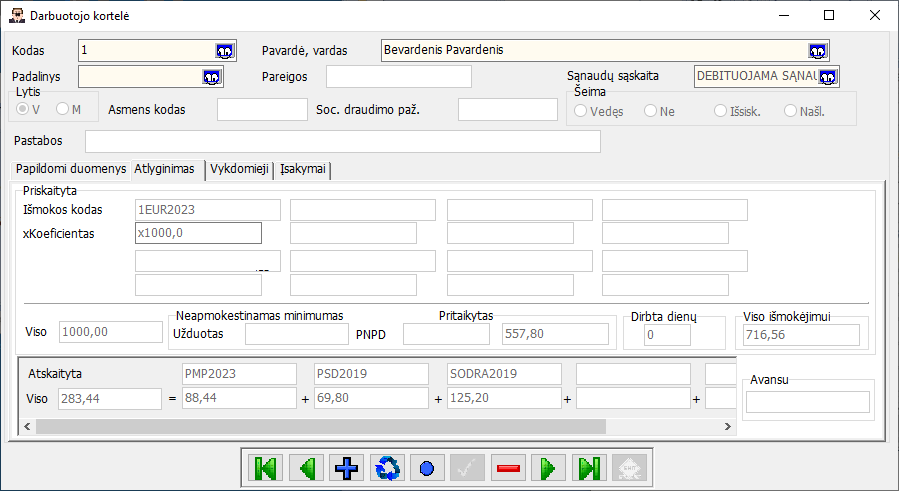 Darbuotojo kortelė
Kodas 1 Pavardė, vardas Bevardenis Pavardenis
Padalinys Pareigos Sąnaudų sąskaita DEBITUOJAMA SĄNAU
Lytis Šeima
V M Asmens kodas Soc. draudimo paž. Vedęs Ne Išsisk. Našl.
Pastabos
Papildomi duomenys Atlyginimas Vykdomieji Įsakymai
Priskaityta
Išmokos kodas 1EUR2023
xKoeficientas x1000,0
Neapmokestinamas minimumas Pritaikytas Dirbta dienų Viso išmokėjimui
Viso 1000,00 Užduotas PNPD 557,80 0 716,56
Atskaityta PMP2023 PSD2019 SODRA2019 Avansu
Viso 283,44 = 88,44 + 69,80 + 125,20 + +